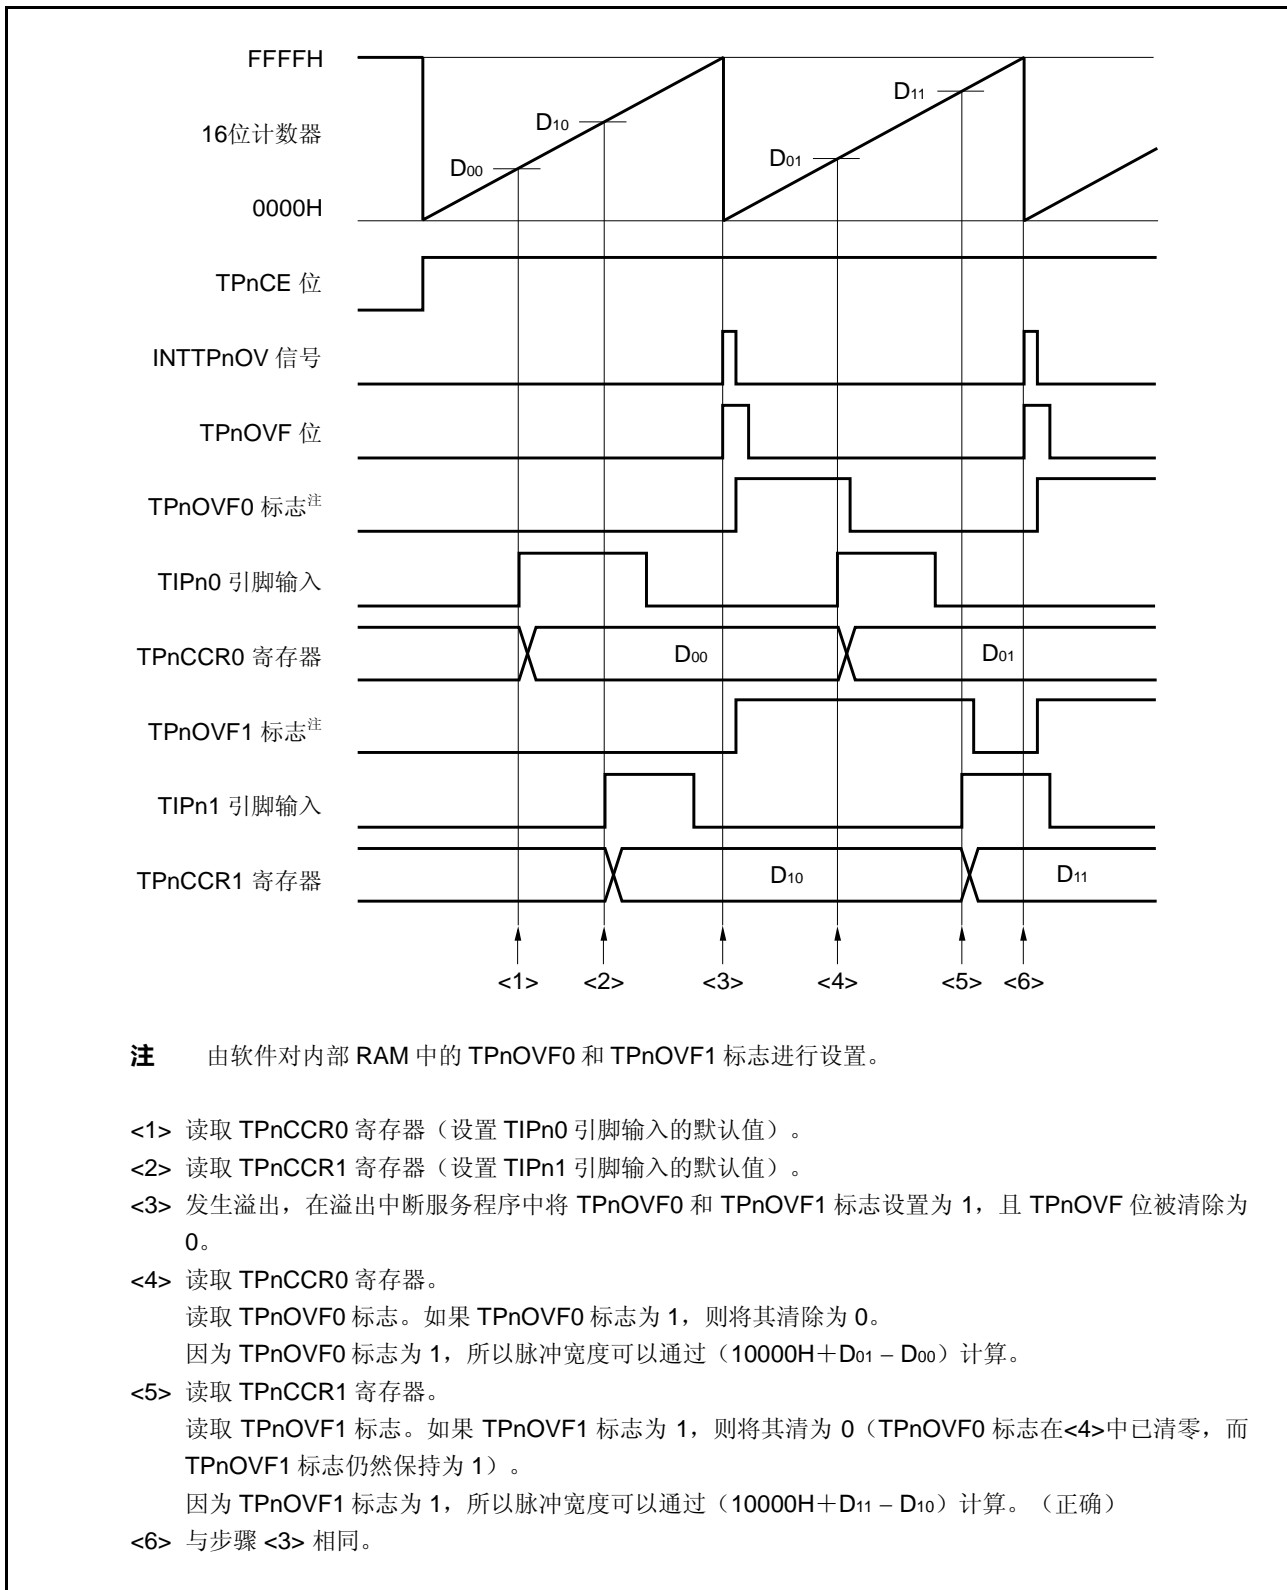 FFFFH
D11
D10
16位计数器
D01
D00
0000H
TPnCE 位
INTTPnOV 信号
TPnOVF 位
TPnOVF0 标志注
TIPn0 引脚输入
TPnCCR0 寄存器 D00 D01
TPnOVF1 标志注
TIPn1 引脚输入
TPnCCR1 寄存器 D10 D11
<1> <2> <3> <4> <5> <6>
注 由软件对内部 RAM 中的 TPnOVF0 和 TPnOVF1 标志进行设置。
<1> 读取 TPnCCR0 寄存器（设置 TIPn0 引脚输入的默认值）。
<2> 读取 TPnCCR1 寄存器（设置 TIPn1 引脚输入的默认值）。
<3> 发生溢出，在溢出中断服务程序中将 TPnOVF0 和 TPnOVF1 标志设置为 1，且 TPnOVF 位被清除为
0。
<4> 读取 TPnCCR0 寄存器。
读取 TPnOVF0 标志。如果 TPnOVF0 标志为 1，则将其清除为 0。
因为 TPnOVF0 标志为 1，所以脉冲宽度可以通过（10000H＋D01 – D00）计算。
<5> 读取 TPnCCR1 寄存器。
读取 TPnOVF1 标志。如果 TPnOVF1 标志为 1，则将其清为 0（TPnOVF0 标志在<4>中已清零，而
TPnOVF1 标志仍然保持为 1）。
因为 TPnOVF1 标志为 1，所以脉冲宽度可以通过（10000H＋D11 – D10）计算。（正确）
<6> 与步骤 <3> 相同。